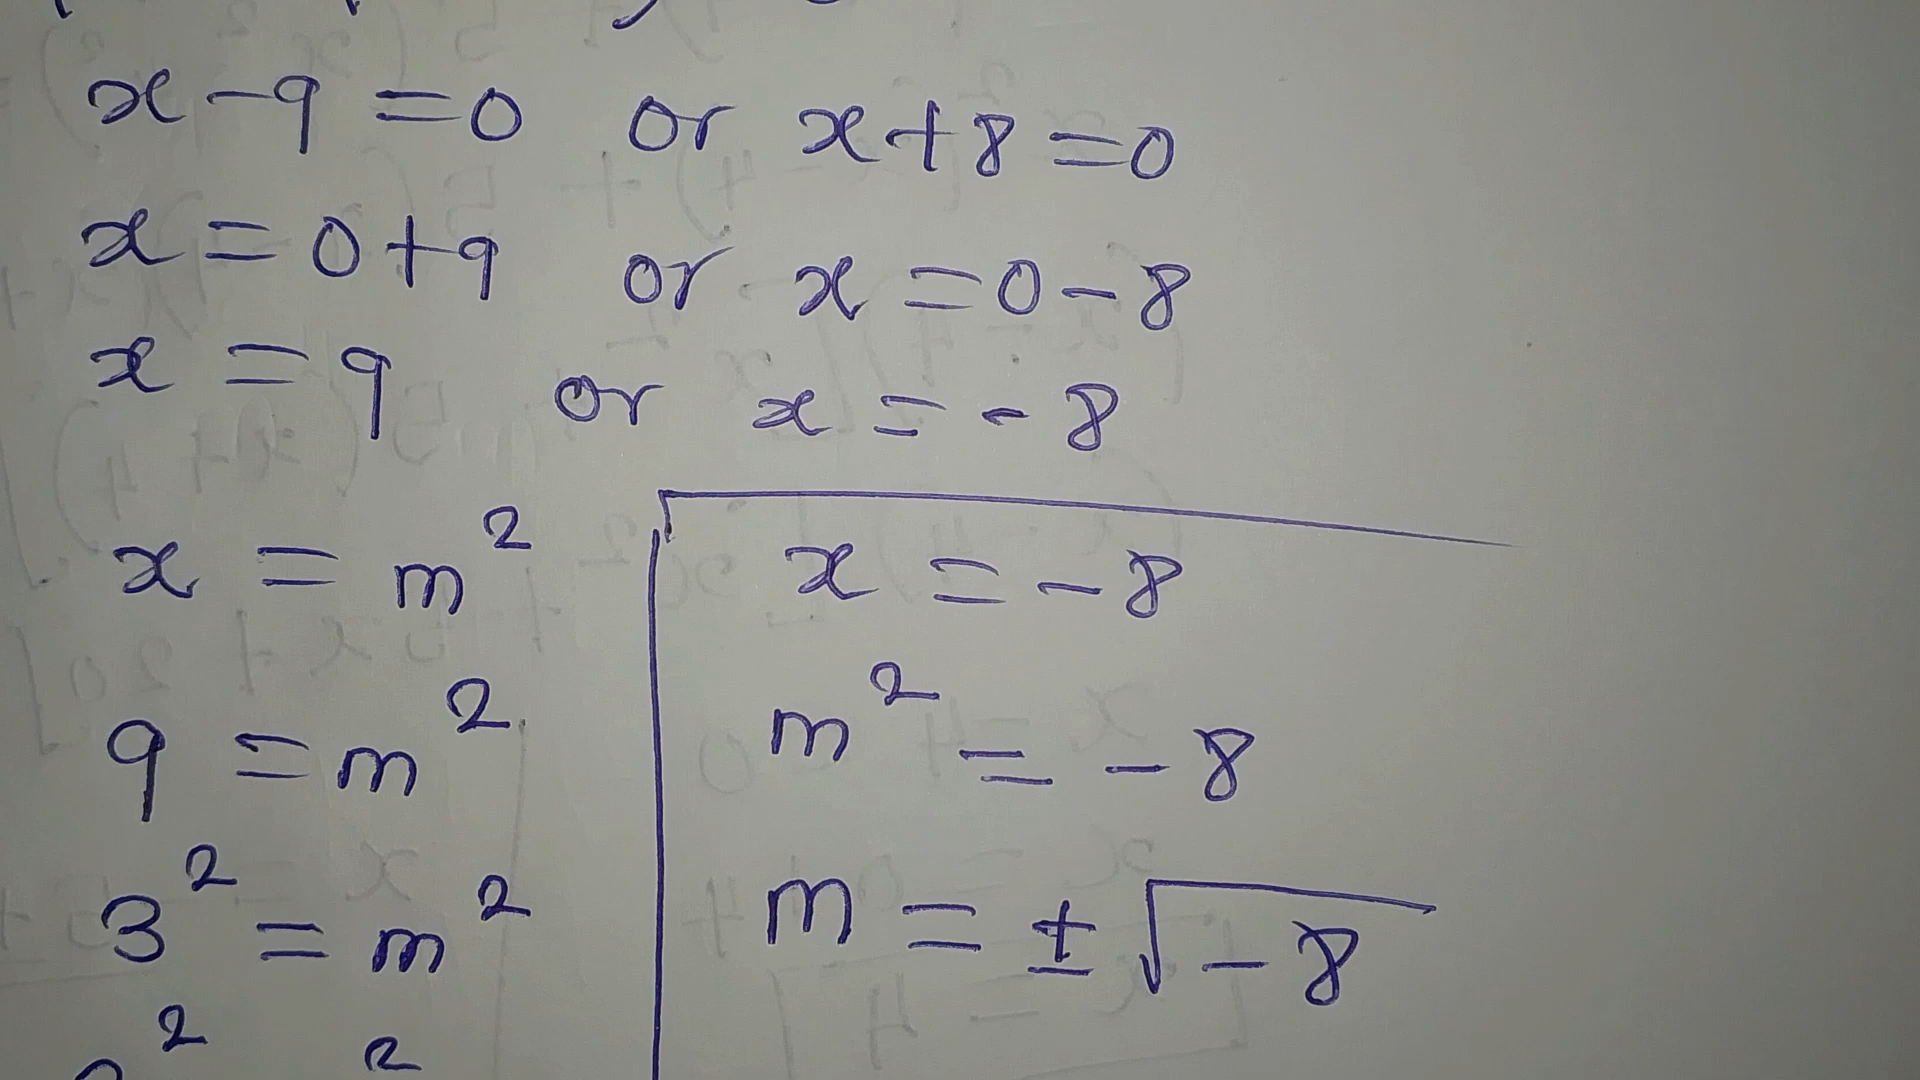 x - 9 = 0 or x + 8 = 0
x = 0 + 9 or x = 0 - 8
x = 9 or x = - 8
x = m²
9 = m²
3² = m²
x = - 8
m² = - 8
m = ± √-8